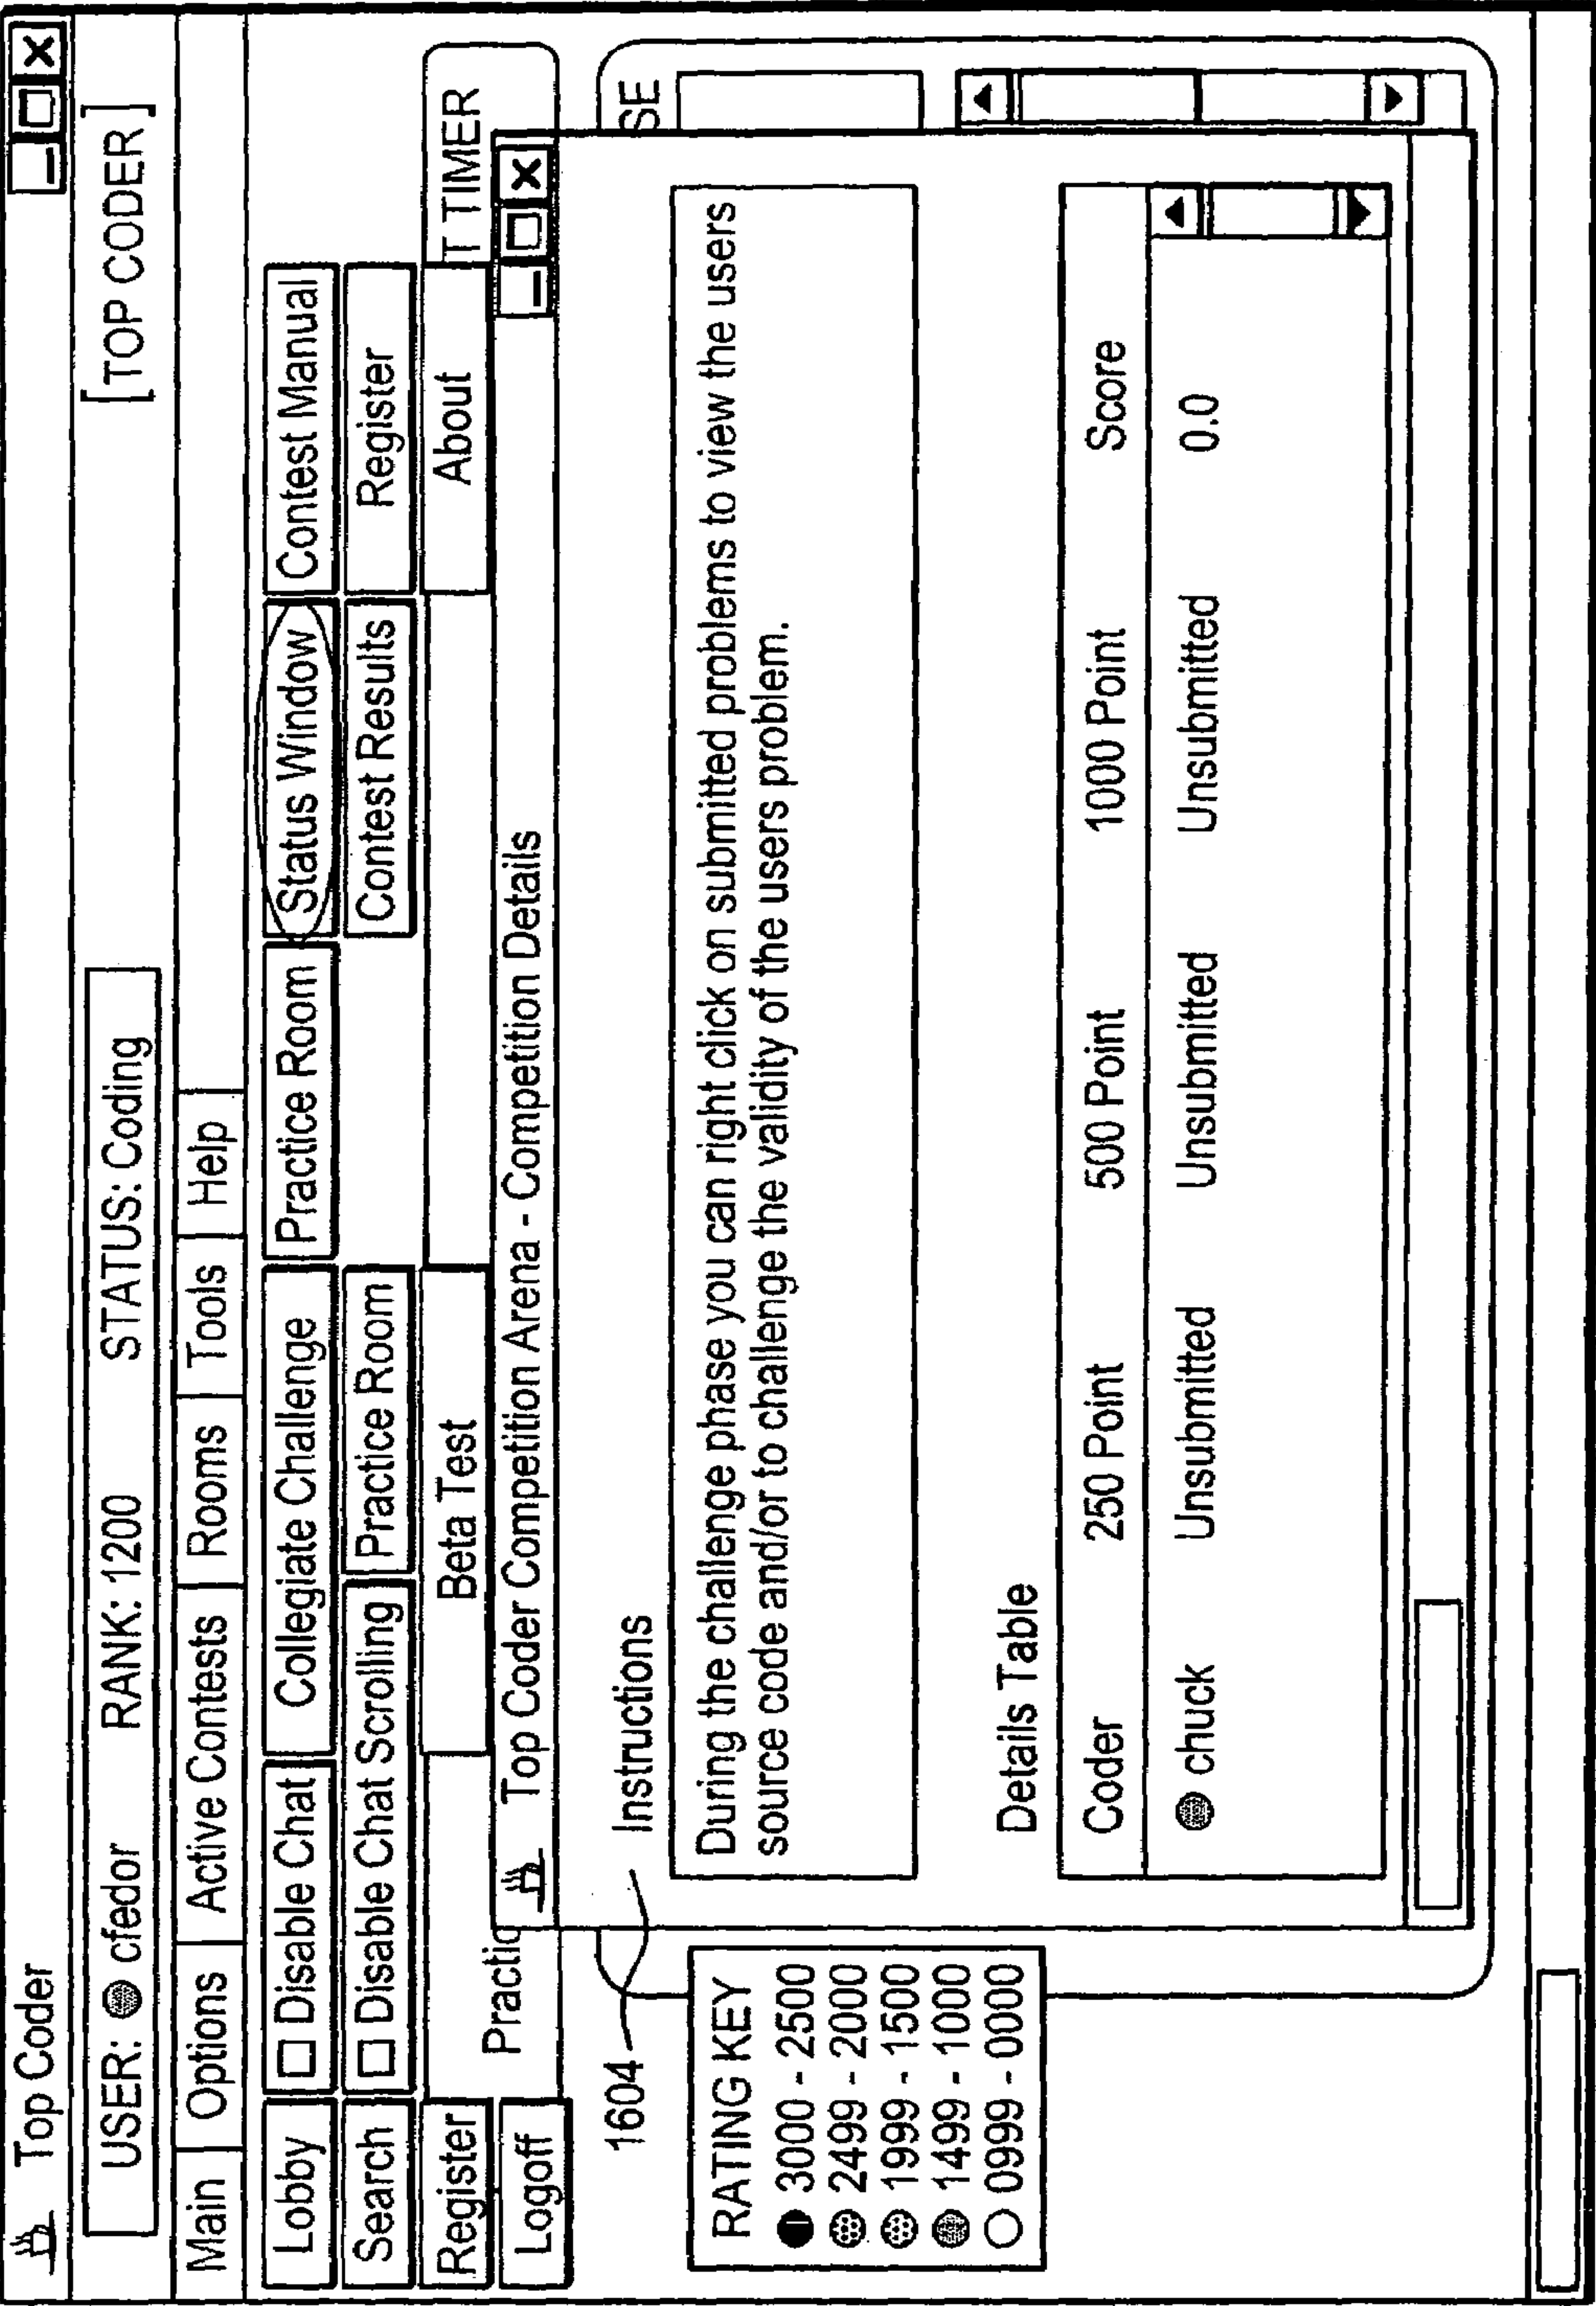 Top Coder
USER: cfedor RANK: 1200 STATUS: Coding [TOP CODER]
Main Options Active Contests Rooms Tools Help
Lobby Disable Chat Collegiate Challenge Practice Room Status Window Contest Manual
Search Disable Chat Scrolling Practice Room Contest Results Register
Register Beta Test About
Logoff Practic T TIMER
Top Coder Competition Arena - Competition Details
1604
Instructions
SE
During the challenge phase you can right click on submitted problems to view the users
source code and/or to challenge the validity of the users problem.
RATING KEY
3000 - 2500
2499 - 2000
1999 - 1500
1499 - 1000
0999 - 0000
Details Table
Coder 250 Point 500 Point 1000 Point Score
chuck Unsubmitted Unsubmitted Unsubmitted 0.0